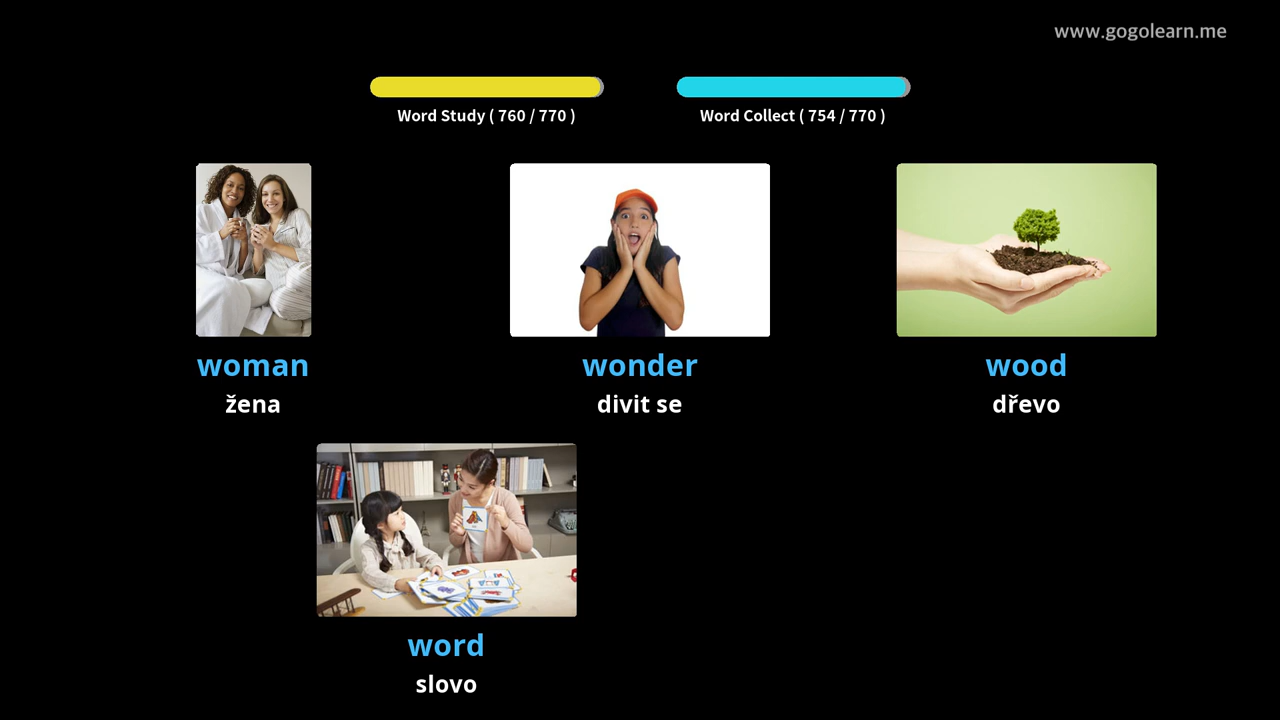 www.gogolearn.me
Word Study ( 760 / 770 )
Word Collect ( 754 / 770 )
woman
žena
wonder
divit se
wood
dřevo
word
slovo